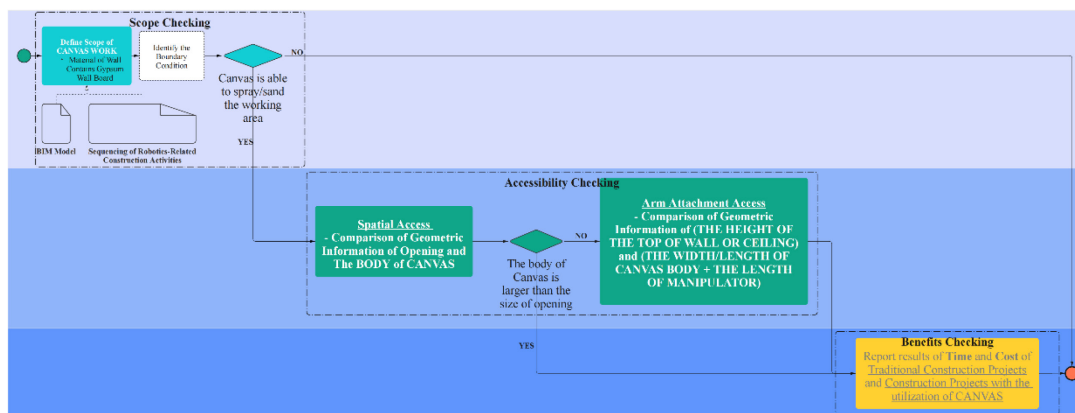 Scope Checking
Define Scope of
CANVAS WORK
- Material of Wall
Contains Gypsum
Wall Board
Identify the
Boundary
Condition
NO
Canvas is able
to spray/sand
the working
area
BIM Model
Sequencing of Robotics-Related
Construction Activities
YES
Accessibility Checking
Spatial Access
- Comparison of Geometric
Information of Opening and
The BODY of CANVAS
NO
The body of
Canvas is
larger than the
size of opening
Arm Attachment Access
- Comparison of Geometric
Information of (THE HEIGHT OF
THE TOP OF WALL OR CEILING)
and (THE WIDTH/LENGTH OF
CANVAS BODY + THE LENGTH
OF MANIPULATOR)
YES
Benefits Checking
Report results of Time and Cost of
Traditional Construction Projects
and Construction Projects with the
utilization of CANVAS